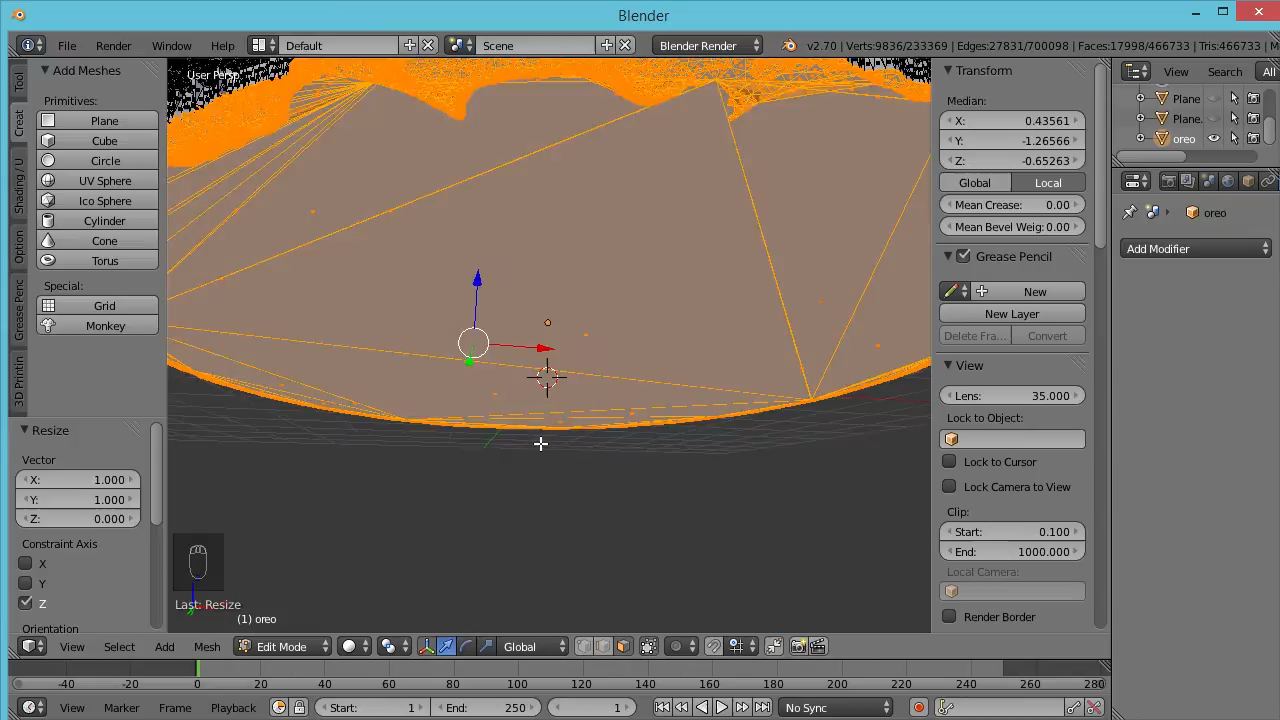 Blender
File Render Window Help Default Scene Blender Render v2.70 | Verts:9836/233369 | Edges:27831/700098 | Faces:17998/466733 | Tris:466733 | M
Add Meshes
User Persp
Transform
View Search All
Primitives:
Plane
Cube
Circle
UV Sphere
Ico Sphere
Cylinder
Cone
Torus
Special:
Grid
Monkey
Tool
Creat
Shading / U
Option
Grease Penc
3D Printin
Median:
X: 0.43561
Y: -1.26566
Z: -0.65263
Global Local
Mean Crease: 0.00
Mean Bevel Weig: 0.00
Grease Pencil
New
New Layer
Delete Fra... Convert
View
Lens: 35.000
Lock to Object:
Lock to Cursor
Lock Camera to View
Clip:
Start: 0.100
End: 1000.000
Local Camera:
Render Border
Plane
Plane.
oreo
oreo
Add Modifier
Resize
Vector
X: 1.000
Y: 1.000
Z: 0.000
Constraint Axis
X
Y
Z
Orientation
Last: Resize
(1) oreo
View Select Add Mesh Edit Mode Global
-40 -20 0 20 40 60 80 100 120 140 160 180 200 220 240 260 280
View Marker Frame Playback Start: 1 End: 250 1 No Sync